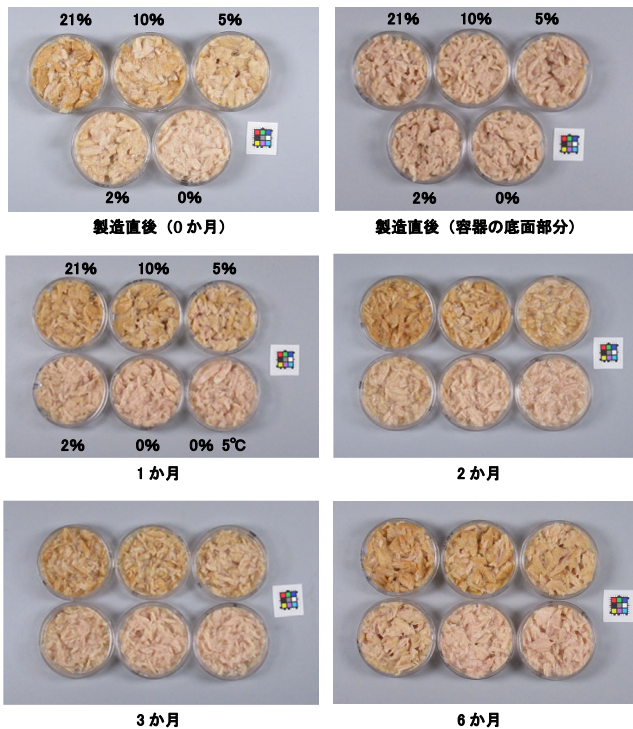 21% 10% 5%
2% 0%
製造直後（0 か月）
21% 10% 5%
2% 0%
製造直後（容器の底面部分）
21% 10% 5%
2% 0% 0% 5℃
1 か月
2 か月
3 か月
6 か月